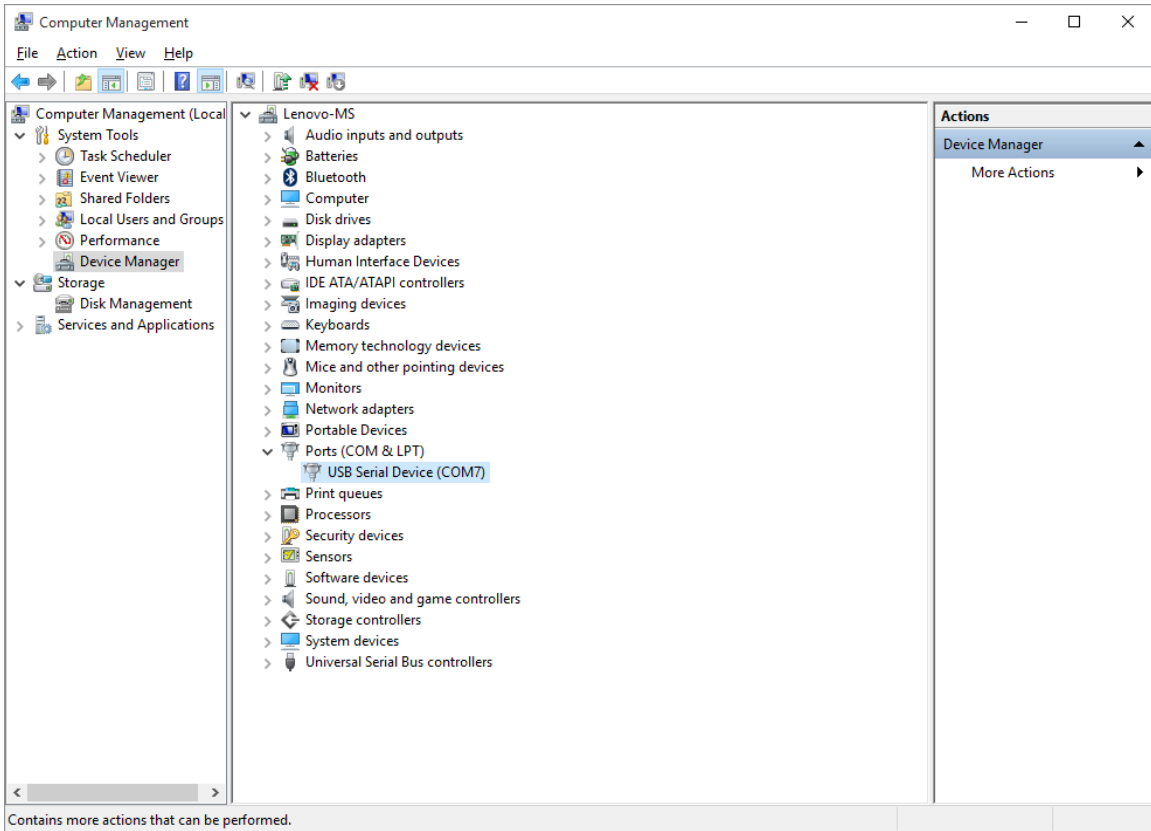 Computer Management
File Action View Help
Computer Management (Local
System Tools
Task Scheduler
Event Viewer
Shared Folders
Local Users and Groups
Performance
Device Manager
Storage
Disk Management
Services and Applications
Lenovo-MS
Audio inputs and outputs
Batteries
Bluetooth
Computer
Disk drives
Display adapters
Human Interface Devices
IDE ATA/ATAPI controllers
Imaging devices
Keyboards
Memory technology devices
Mice and other pointing devices
Monitors
Network adapters
Portable Devices
Ports (COM & LPT)
USB Serial Device (COM7)
Print queues
Processors
Security devices
Sensors
Software devices
Sound, video and game controllers
Storage controllers
System devices
Universal Serial Bus controllers
Actions
Device Manager
More Actions
Contains more actions that can be performed.